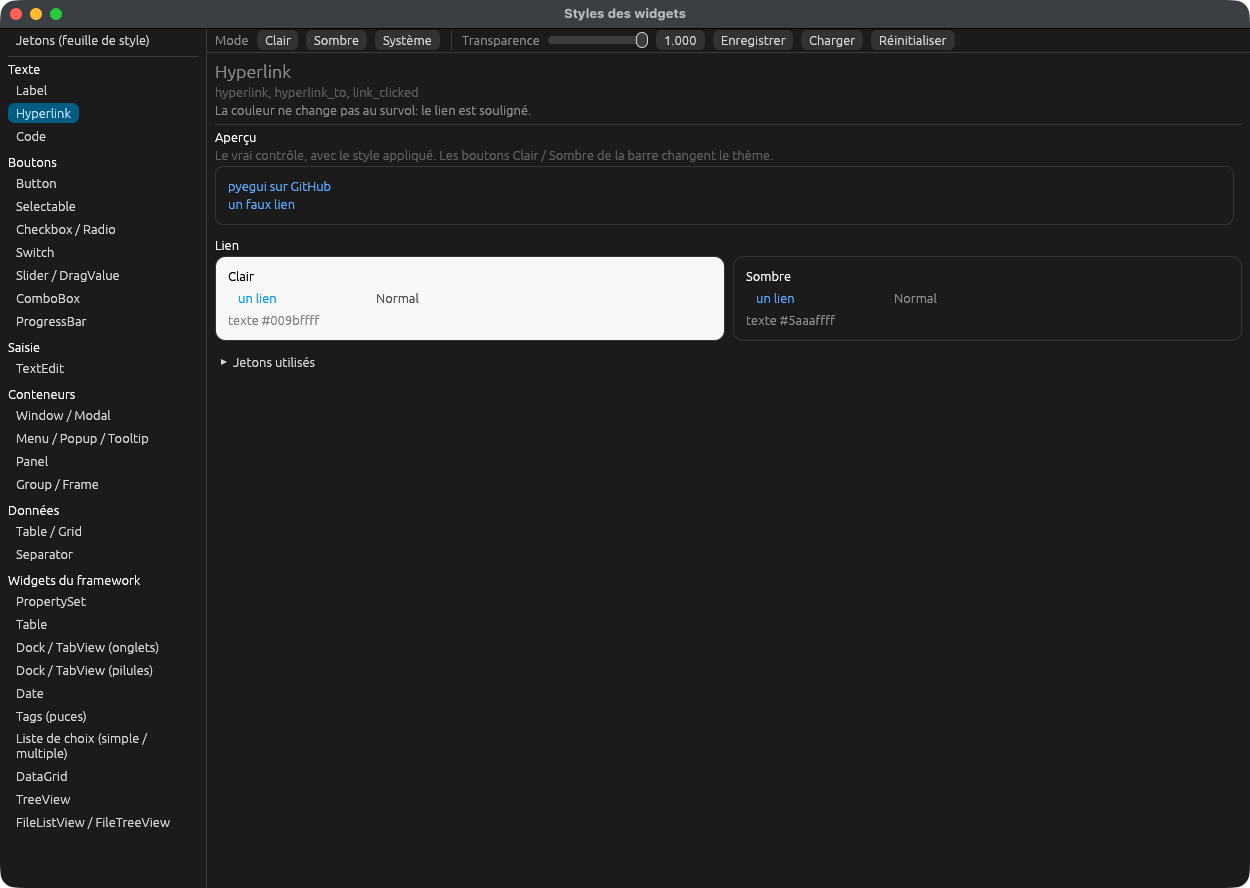 Styles des widgets
Jetons (feuille de style)
Texte
Label
Hyperlink
Code
Boutons
Button
Selectable
Checkbox / Radio
Switch
Slider / DragValue
ComboBox
ProgressBar
Saisie
TextEdit
Conteneurs
Window / Modal
Menu / Popup / Tooltip
Panel
Group / Frame
Données
Table / Grid
Separator
Widgets du framework
PropertySet
Table
Dock / TabView (onglets)
Dock / TabView (pilules)
Date
Tags (puces)
Liste de choix (simple /
multiple)
DataGrid
TreeView
FileListView / FileTreeView
Mode Clair Sombre Système Transparence 1.000 Enregistrer Charger Réinitialiser
Hyperlink
hyperlink, hyperlink_to, link_clicked
La couleur ne change pas au survol: le lien est souligné.
Aperçu
Le vrai contrôle, avec le style appliqué. Les boutons Clair / Sombre de la barre changent le thème.
pyegui sur GitHub
un faux lien
Lien
Clair
un lien Normal
texte #009bffff
Sombre
un lien Normal
texte #5aaaffff
Jetons utilisés